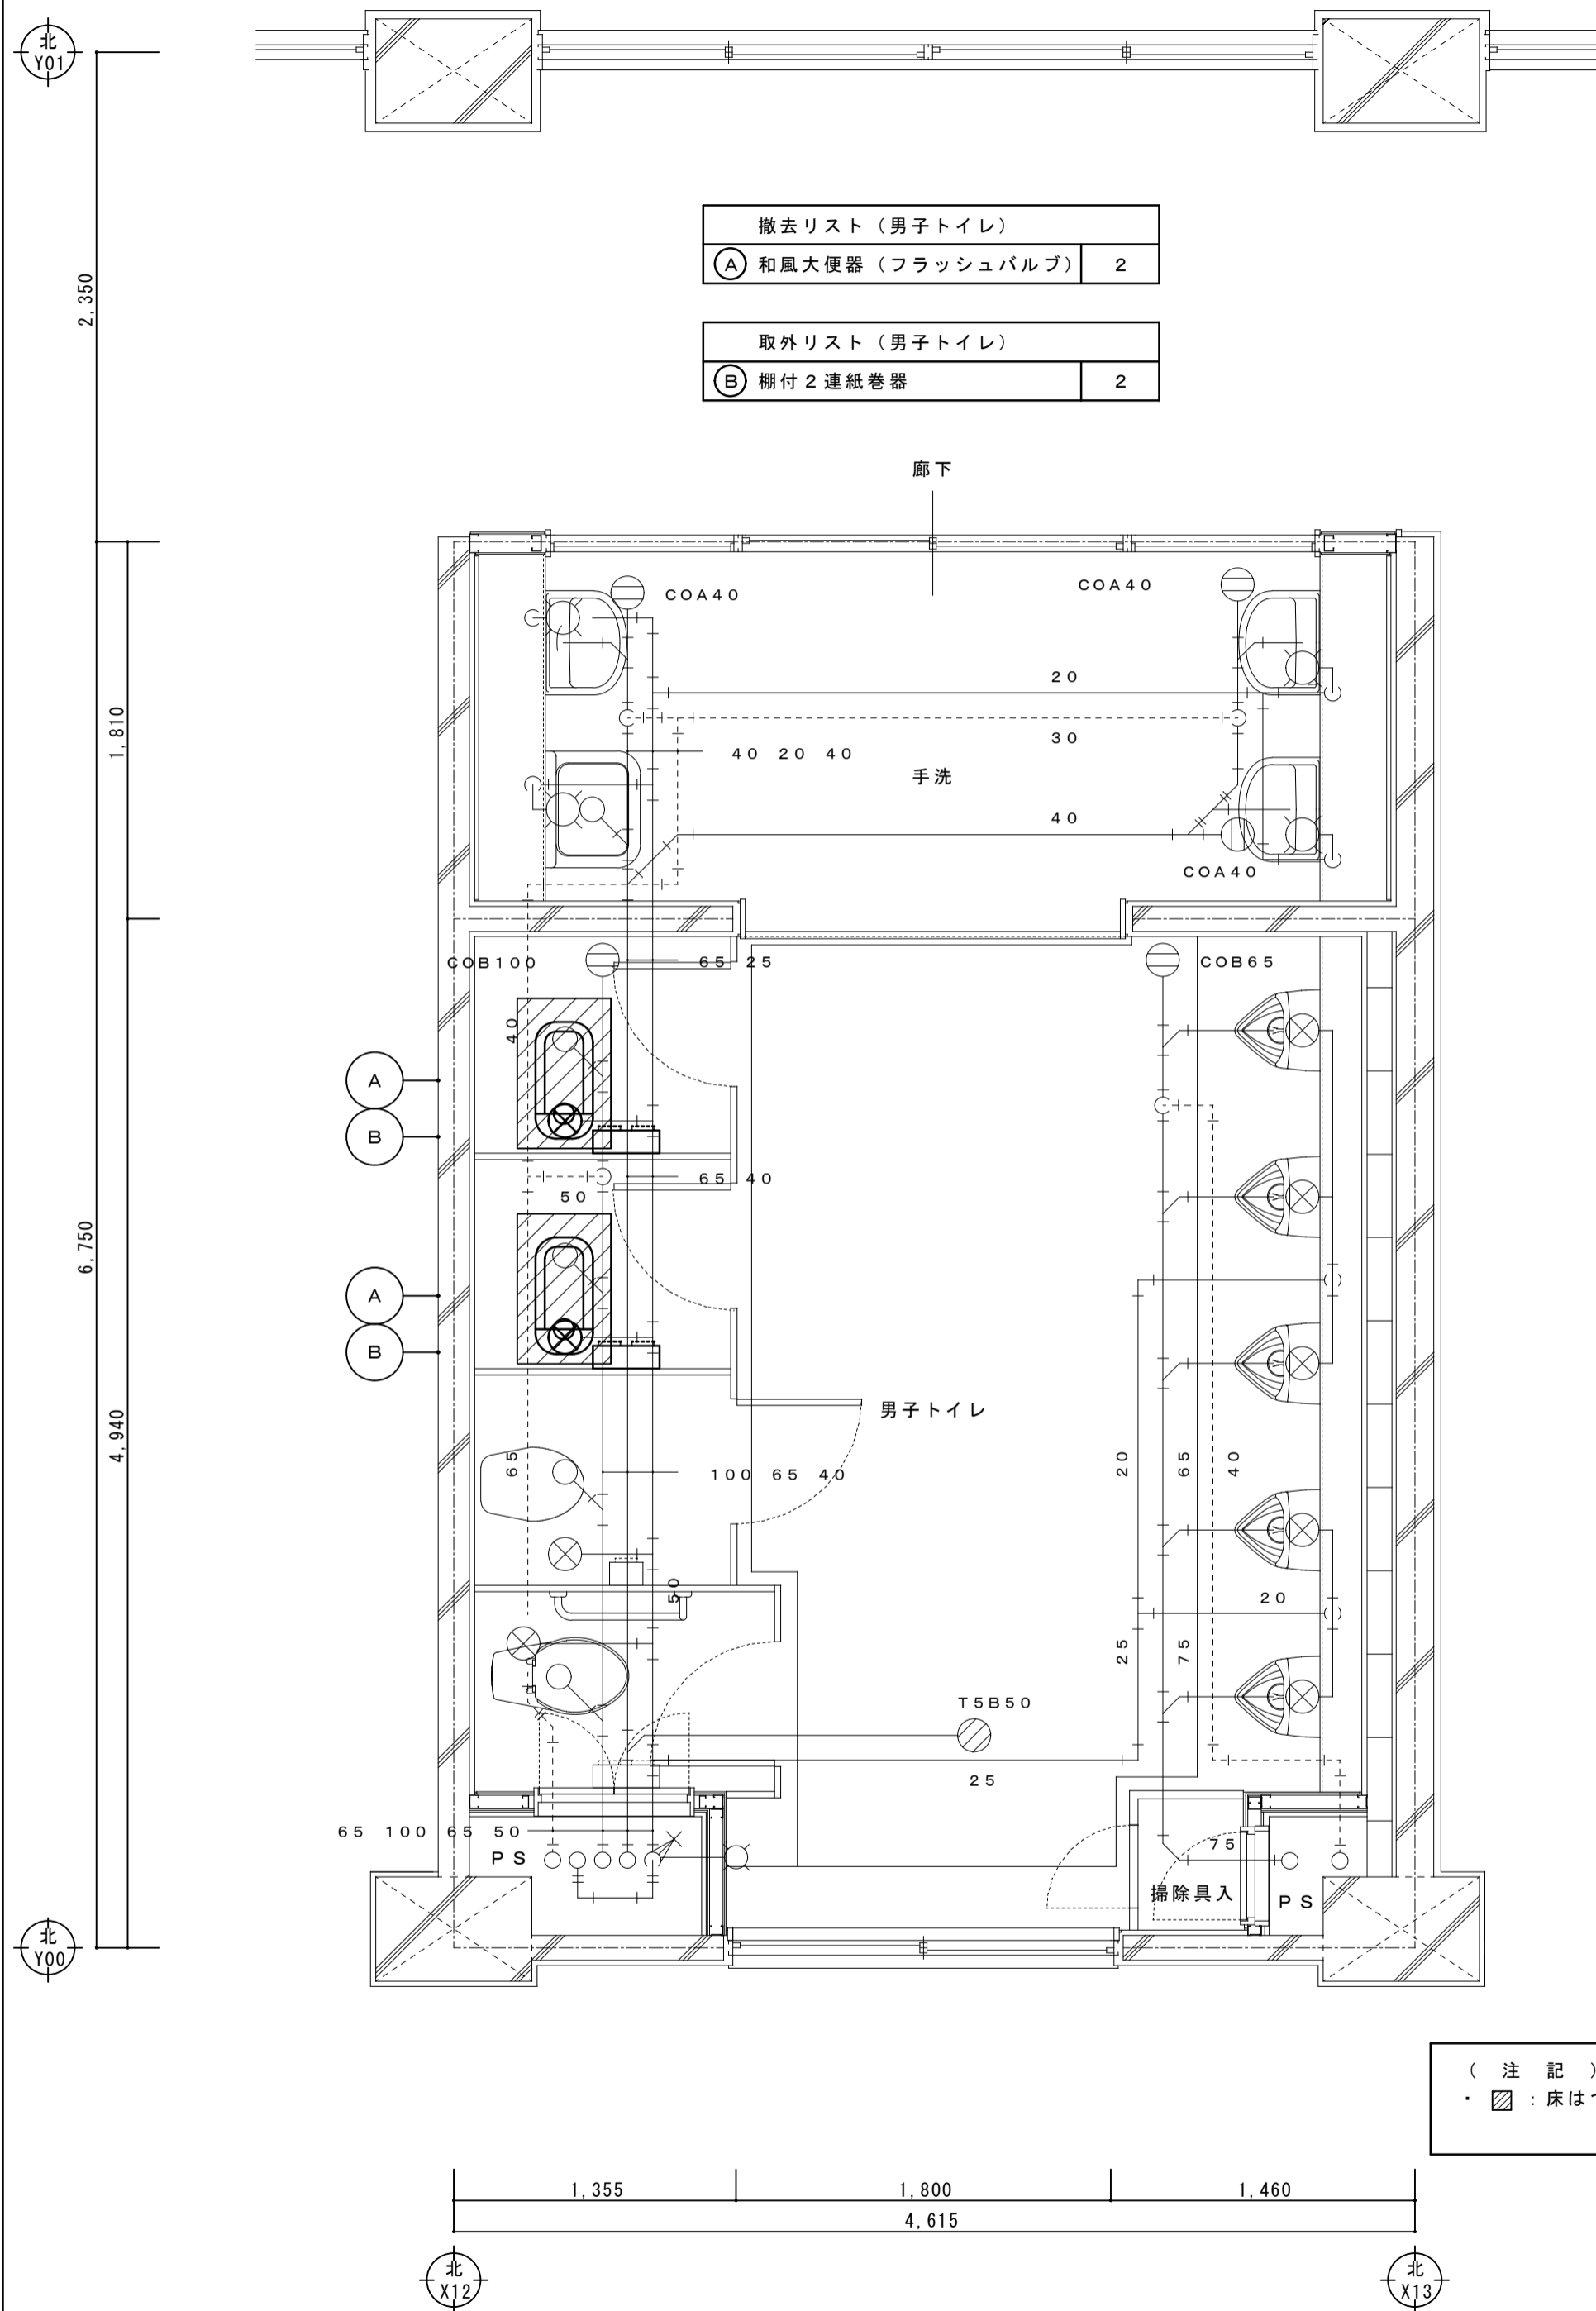 北
Y01
撤去リスト（男子トイレ）
A 和風大便器（フラッシュバルブ） 2
2,350
取外リスト（男子トイレ）
B 棚付２連紙巻器 2
廊下
COA40
COA40
20
1,810
30
40 20 40
手洗
40
COA40
COB100
65 25
COB65
40
A
B
65 40
50
6,750
A
B
男子トイレ
4,940
65
100 65 40
20
65
40
50
20
25
75
T5B50
25
65 100 65 50
PS
75
掃除具入
PS
北
Y00
（ 注 記 ）
・ ：床は
1,355
1,800
1,460
4,615
北
X12
北
X13